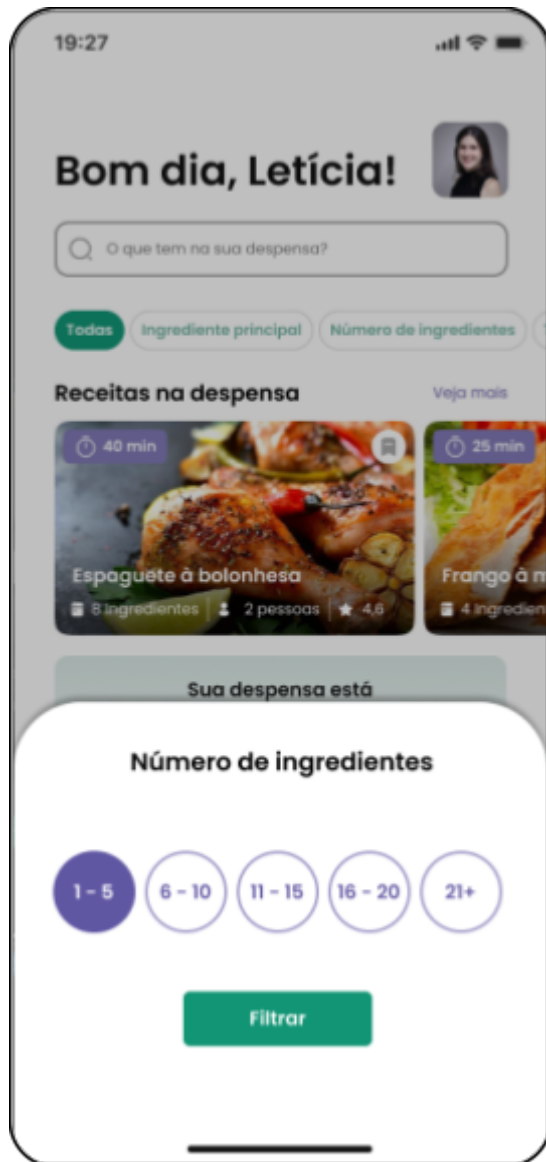 19:27
Bom dia, Letícia!
O que tem na sua despensa?
Todas Ingrediente principal Número de ingredientes
Receitas na despensa Veja mais
40 min 25 min
Espaguete à bolonhesa Frango à m
8 Ingredientes 2 pessoas 4,6 4 Ingredien
Sua despensa está
Número de ingredientes
1 - 5 6 - 10 11 - 15 16 - 20 21+
Filtrar